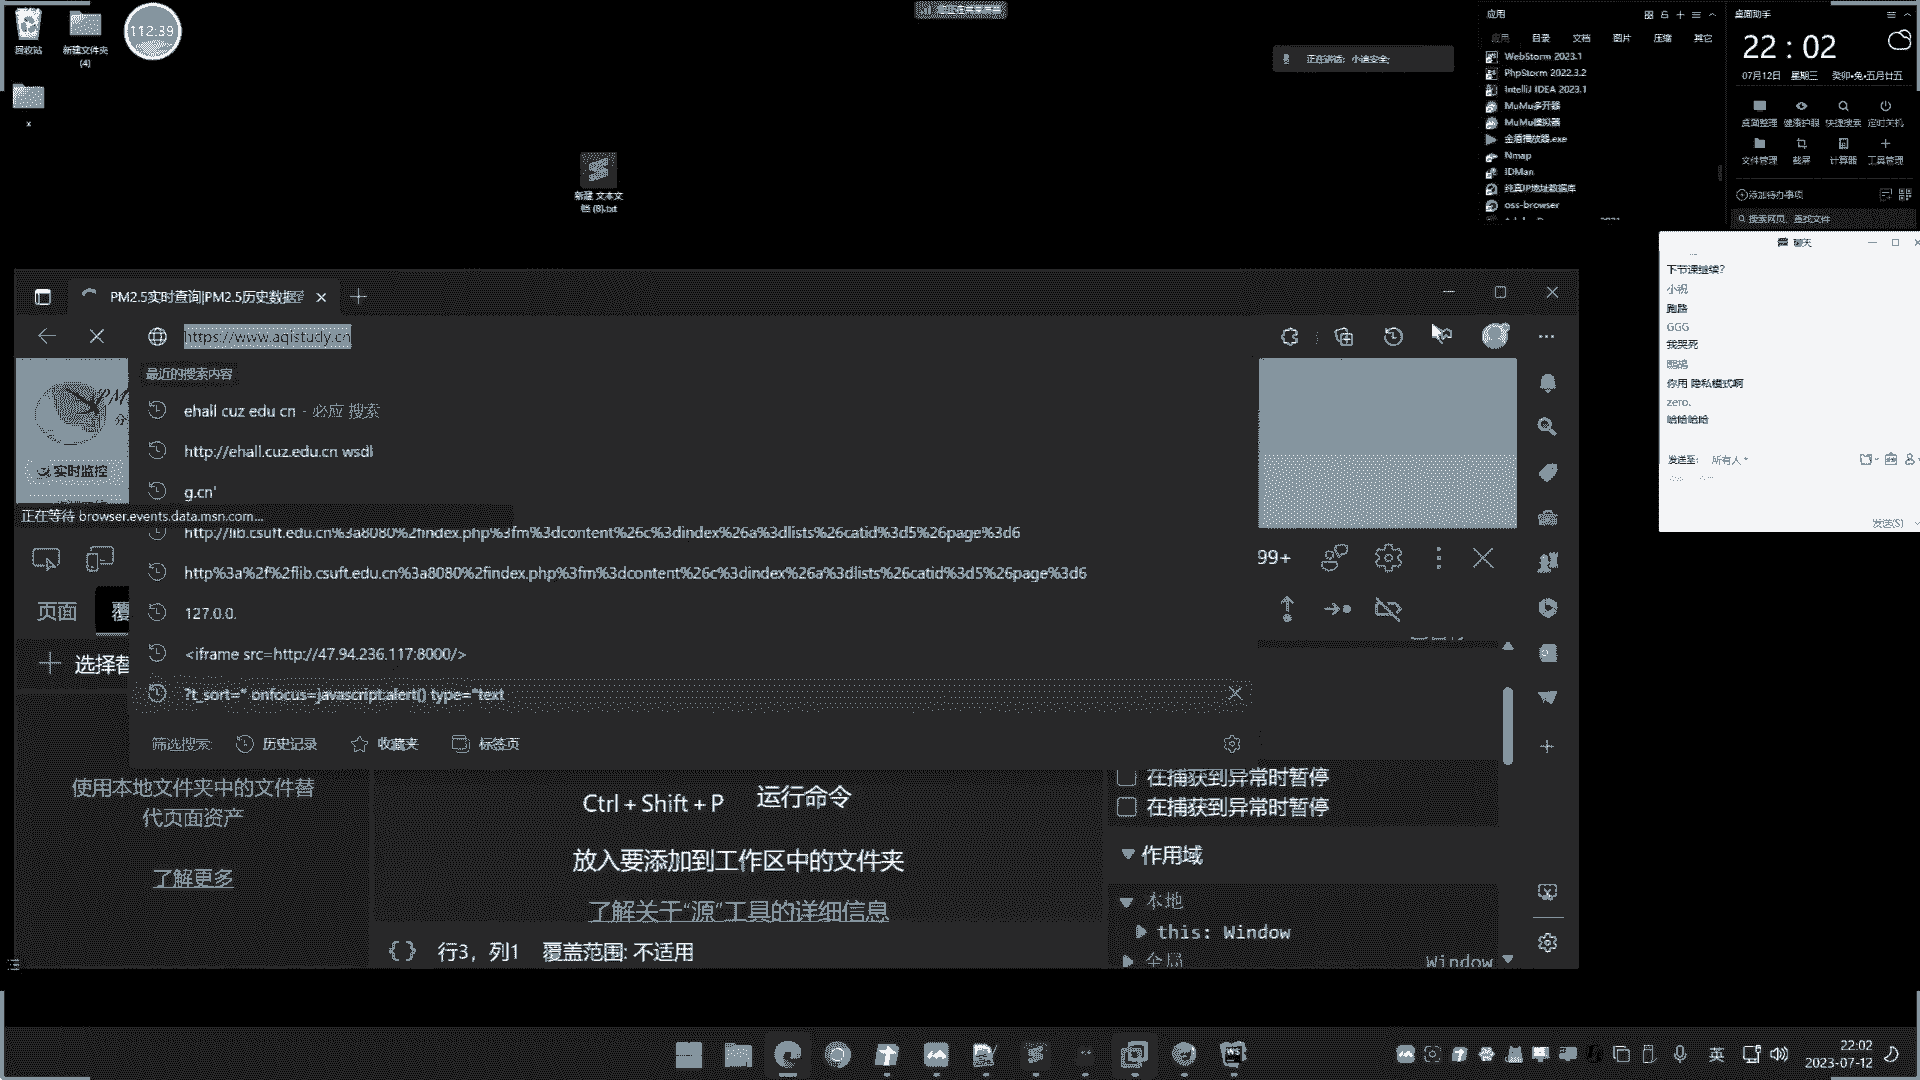 回收站
新建文件夹
(4)
112:39
x
新建 文本文
档 (8).txt
正在讲话: 小迪安全;
应用
应用 目录 文档 图片 压缩 其它
WebStorm 2023.1
PhpStorm 2022.3.2
IntelliJ IDEA 2023.1
MuMu多开器
MuMu模拟器
金盾播放器.exe
Nmap
IDMan
纯真IP地址数据库
oss-browser
桌面助手
22 : 02
07月12日 星期三 癸卯•兔•五月廿五
桌面整理 健康护眼 快捷搜索 定时关机
文件管理 截屏 计算器 工具管理
添加待办事项
搜索网页、查找文件
聊天
下节课继续?
小祝
跑路
GGG
我哭死
你用 隐私模式啊
zero.
哈哈哈哈
发送至: 所有人
发送(S)
PM2.5实时查询|PM2.5历史数据查
https://www.aqistudy.cn
最近的搜索内容
ehall cuz edu cn - 必应 搜索
http://ehall.cuz.edu.cn wsdl
g.cn'
http://lib.csuft.edu.cn%3a8080%2findex.php%3fm%3dcontent%26c%3dindex%26a%3dlists%26catid%3d5%26page%3d6
http%3a%2f%2flib.csuft.edu.cn%3a8080%2findex.php%3fm%3dcontent%26c%3dindex%26a%3dlists%26catid%3d5%26page%3d6
127.0.0.
<iframe src=http://47.94.236.117:8000/>
?t_sort=" onfocus=javascript:alert() type="text
筛选搜索: 历史记录 收藏夹 标签页
PM
分
实时监控
正在等待 browser.events.data.msn.com...
99+
页面 覆
选择替
使用本地文件夹中的文件替
代页面资产
了解更多
Ctrl + Shift + P 运行命令
放入要添加到工作区中的文件夹
了解关于"源"工具的详细信息
{} 行3，列1 覆盖范围: 不适用
在捕获到异常时暂停
在捕获到异常时暂停
作用域
本地
this: Window
全局 Window
英
22:02
2023-07-12